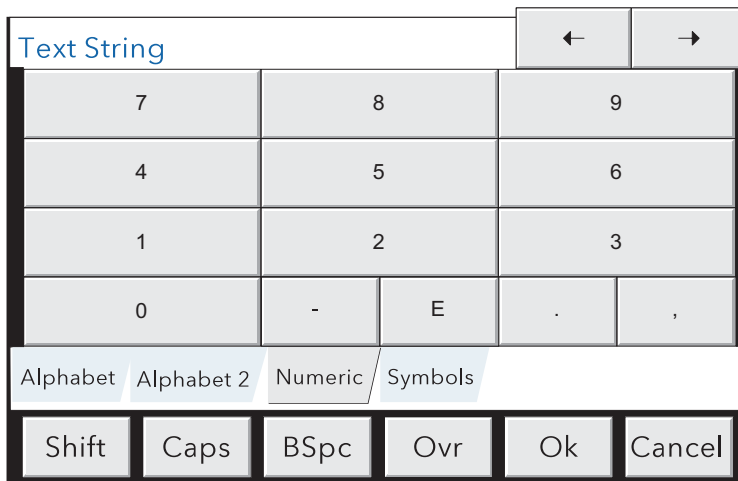 Text String ← →
7 8 9
4 5 6
1 2 3
0 - E . ,
Alphabet Alphabet 2 Numeric Symbols
Shift Caps BSpc Ovr Ok Cancel